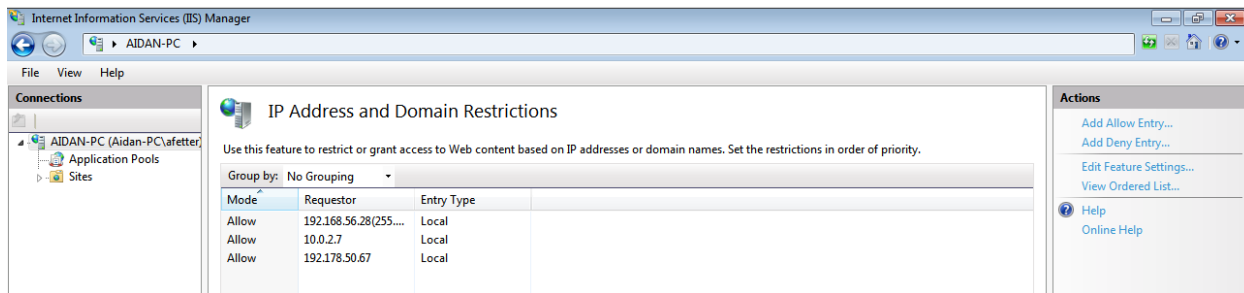 Internet Information Services (IIS) Manager
AIDAN-PC
File View Help
Connections
AIDAN-PC (Aidan-PC\afetter)
Application Pools
Sites
IP Address and Domain Restrictions
Use this feature to restrict or grant access to Web content based on IP addresses or domain names. Set the restrictions in order of priority.
Group by: No Grouping
Mode Requestor Entry Type
Allow 192.168.56.28(255.... Local
Allow 10.0.2.7 Local
Allow 192.178.50.67 Local
Actions
Add Allow Entry...
Add Deny Entry...
Edit Feature Settings...
View Ordered List...
Help
Online Help